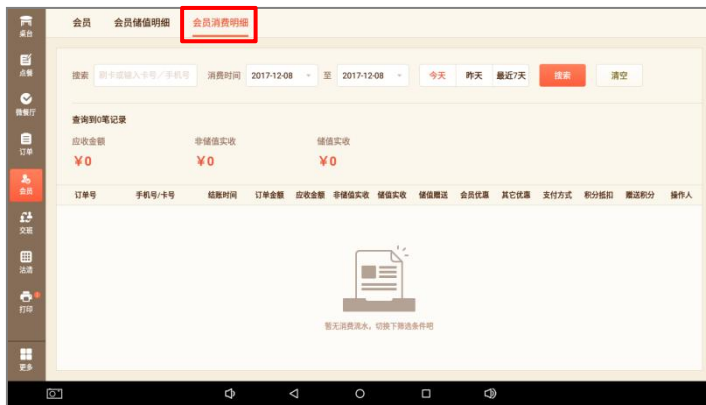 桌台
点餐
微餐厅
订单
会员
交班
沽清
打印
更多
会员 会员储值明细 会员消费明细
搜索 刷卡或输入卡号/手机号 消费时间 2017-12-08 至 2017-12-08 今天 昨天 最近7天 搜索 清空
查询到0笔记录
应收金额 非储值实收 储值实收
¥0 ¥0 ¥0
订单号 手机号/卡号 结账时间 订单金额 应收金额 非储值实收 储值实收 储值赠送 会员优惠 其它优惠 支付方式 积分抵扣 赠送积分 操作人
暂无消费流水，切换下筛选条件吧